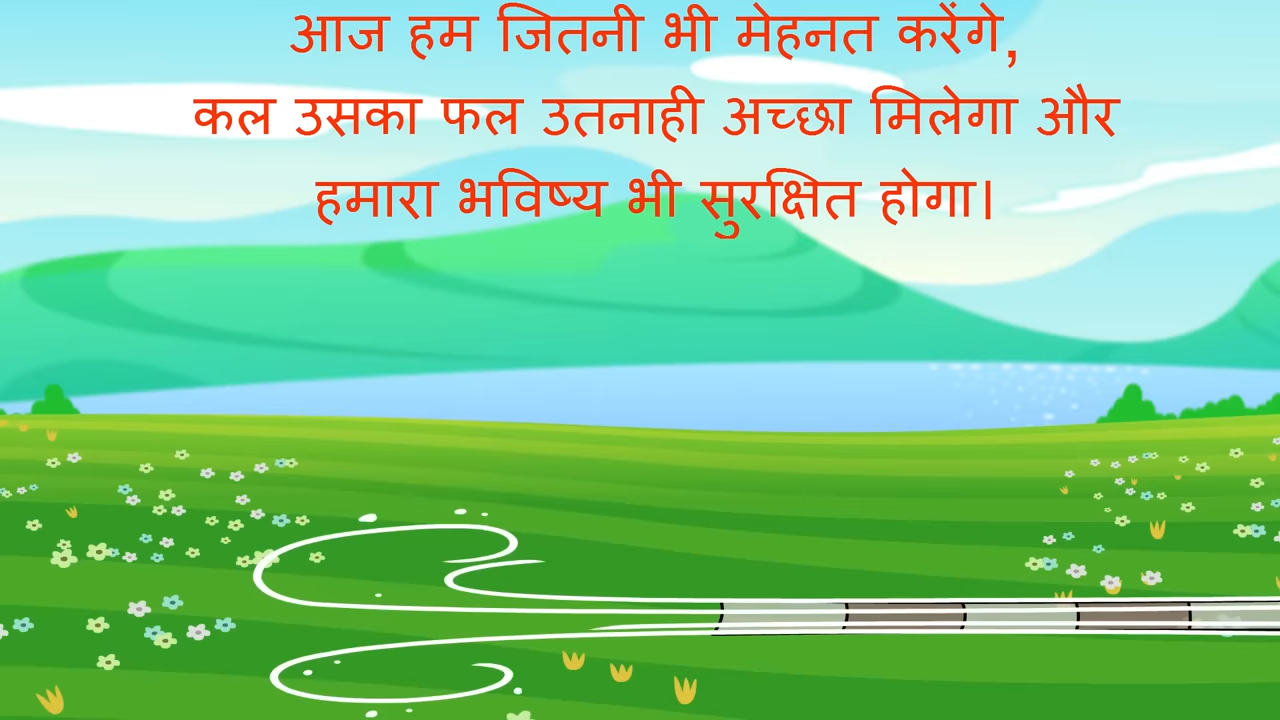 आज हम जितनी भी मेहनत करेंगे,
कल उसका फल उतनाही अच्छा मिलेगा और
हमारा भविष्य भी सुरक्षित होगा।